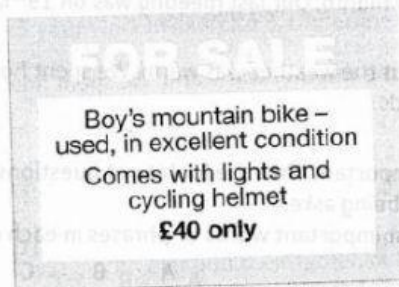 FOR SALE
Boy's mountain bike –
used, in excellent condition
Comes with lights and
cycling helmet
£40 only